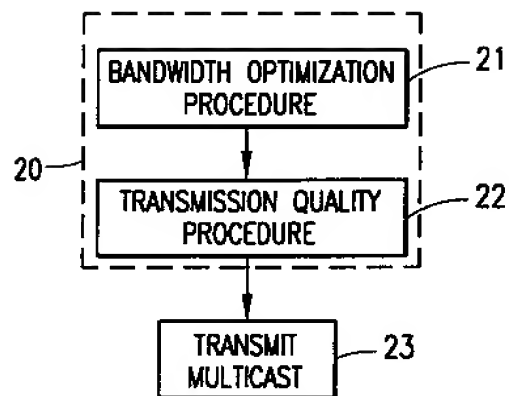 BANDWIDTH OPTIMIZATION
PROCEDURE
21
20
TRANSMISSION QUALITY
PROCEDURE
22
TRANSMIT
MULTICAST
23